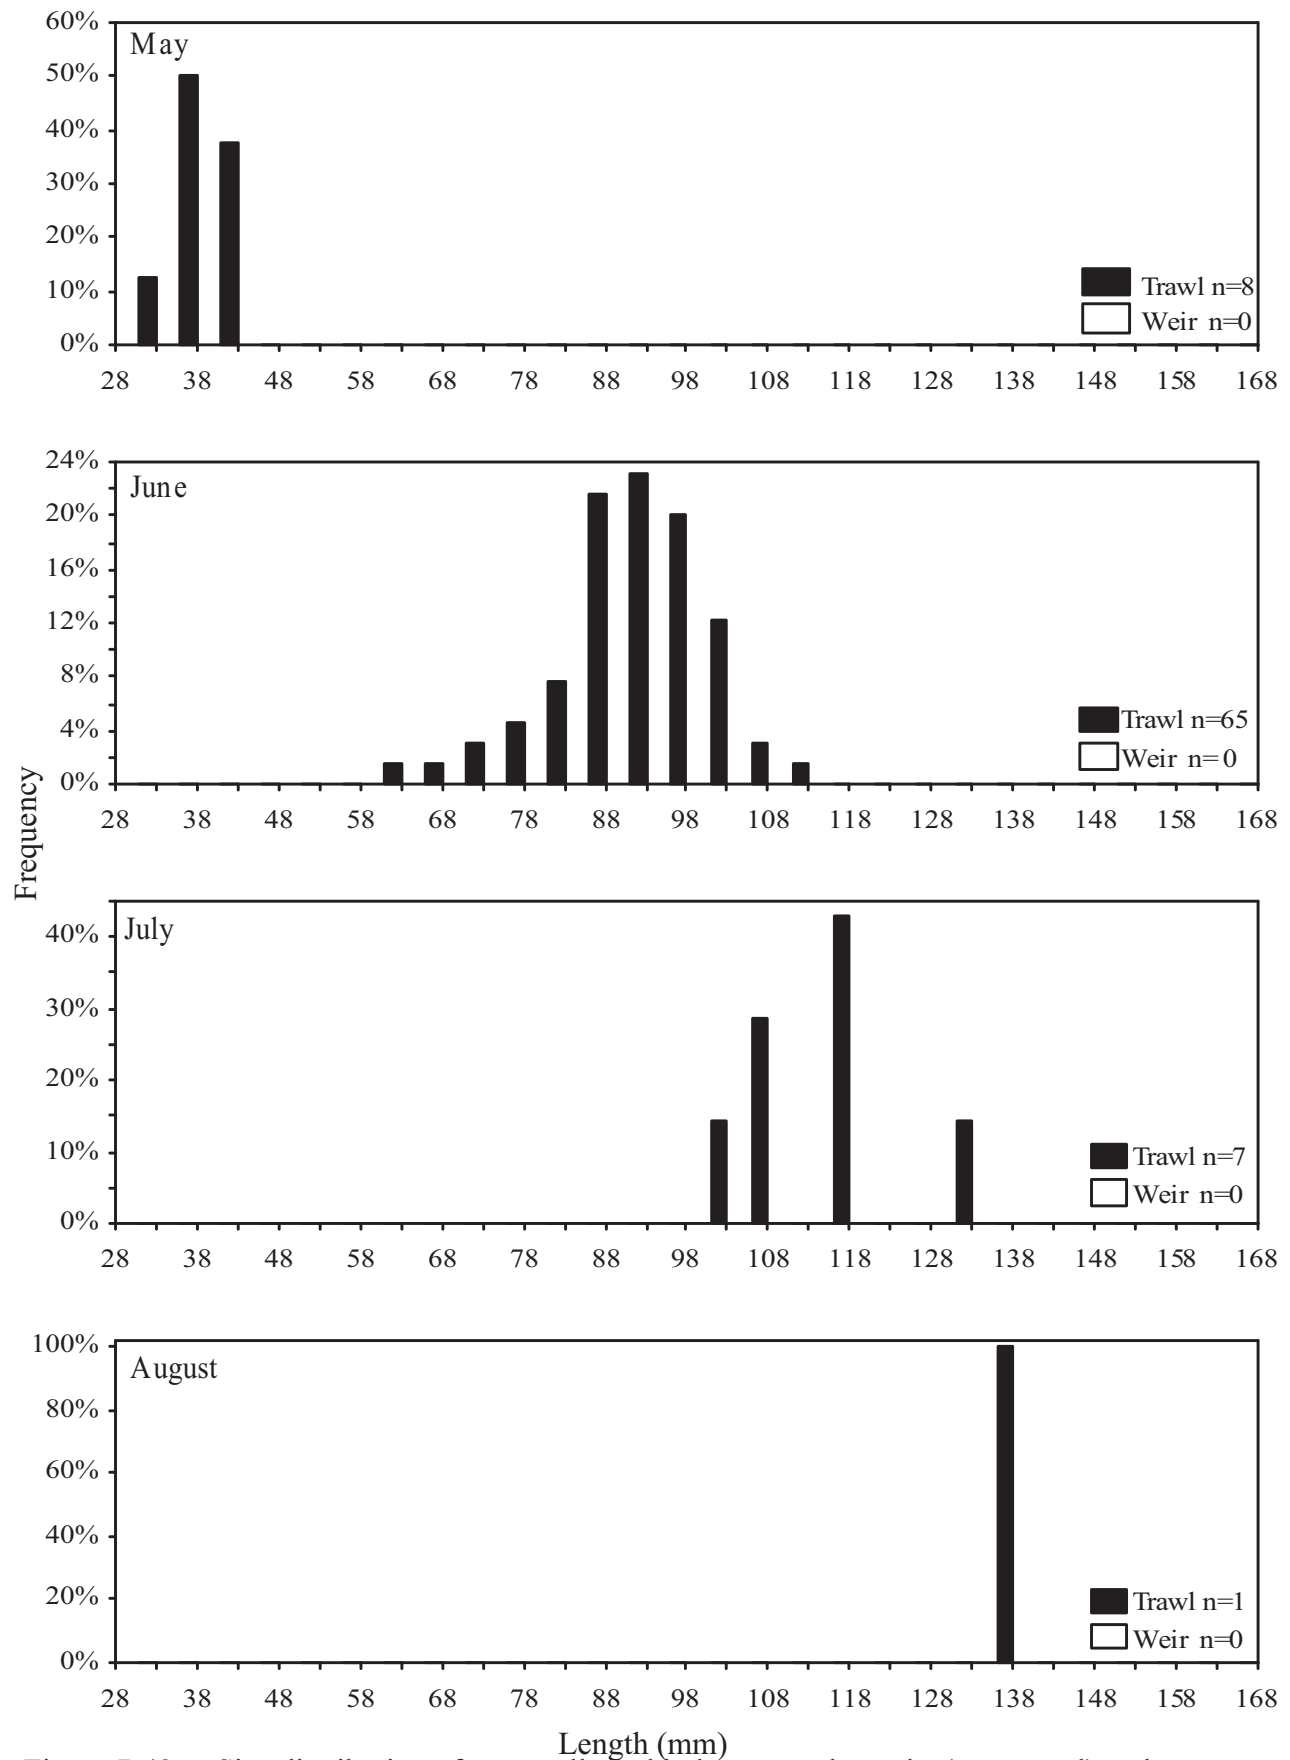 60%
May
50%
40%
30%
20%
10%
0%
Trawl n=8
Weir n=0
28 38 48 58 68 78 88 98 108 118 128 138 148 158 168
24%
June
20%
16%
12%
8%
4%
0%
Trawl n=65
Weir n=0
28 38 48 58 68 78 88 98 108 118 128 138 148 158 168
Frequency
July
40%
30%
20%
10%
0%
Trawl n=7
Weir n=0
28 38 48 58 68 78 88 98 108 118 128 138 148 158 168
100%
August
80%
60%
40%
20%
0%
Trawl n=1
Weir n=0
28 38 48 58 68 78 88 98 108 118 128 138 148 158 168
Length (mm)